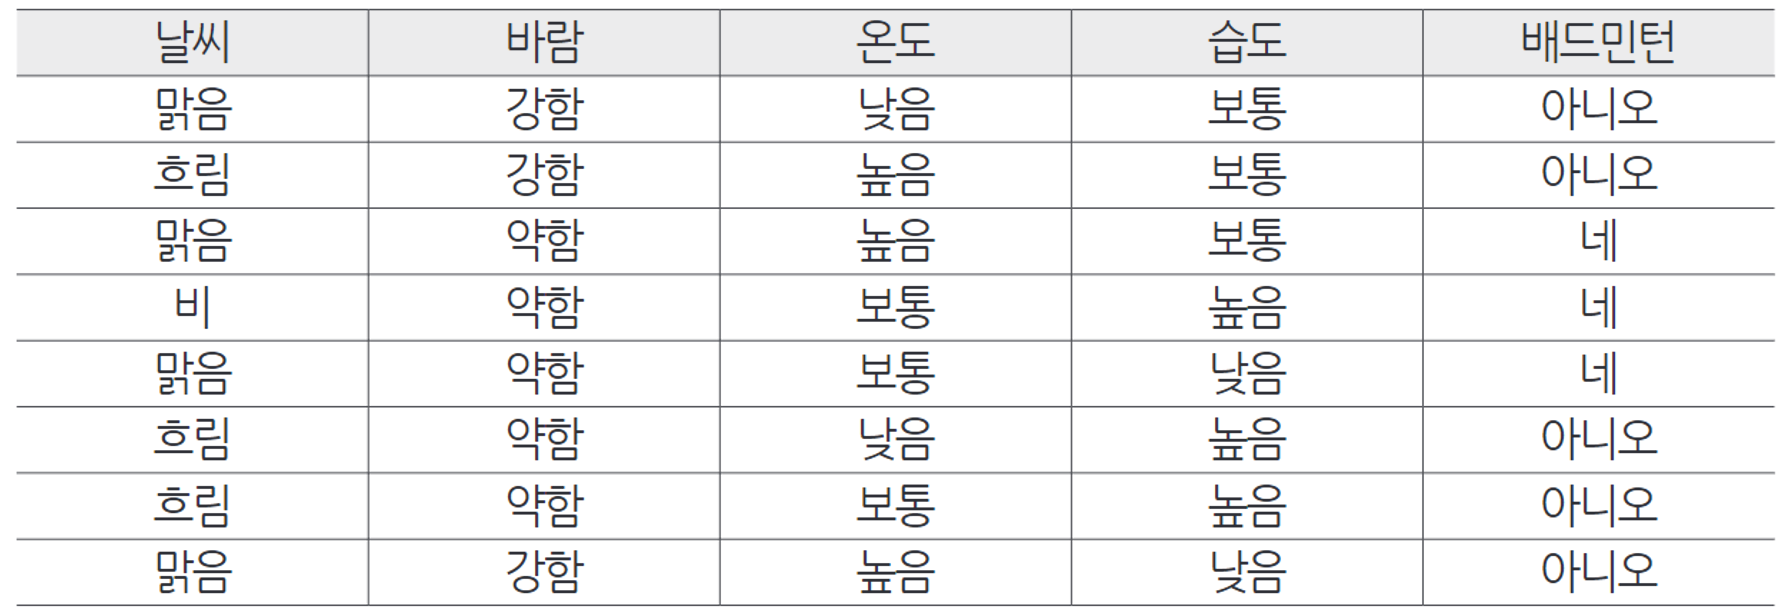 날씨 바람 온도 습도 배드민턴
맑음 강함 낮음 보통 아니오
흐림 강함 높음 보통 아니오
맑음 약함 높음 보통 네
비 약함 보통 높음 네
맑음 약함 보통 낮음 네
흐림 약함 낮음 높음 아니오
흐림 약함 보통 높음 아니오
맑음 강함 높음 낮음 아니오